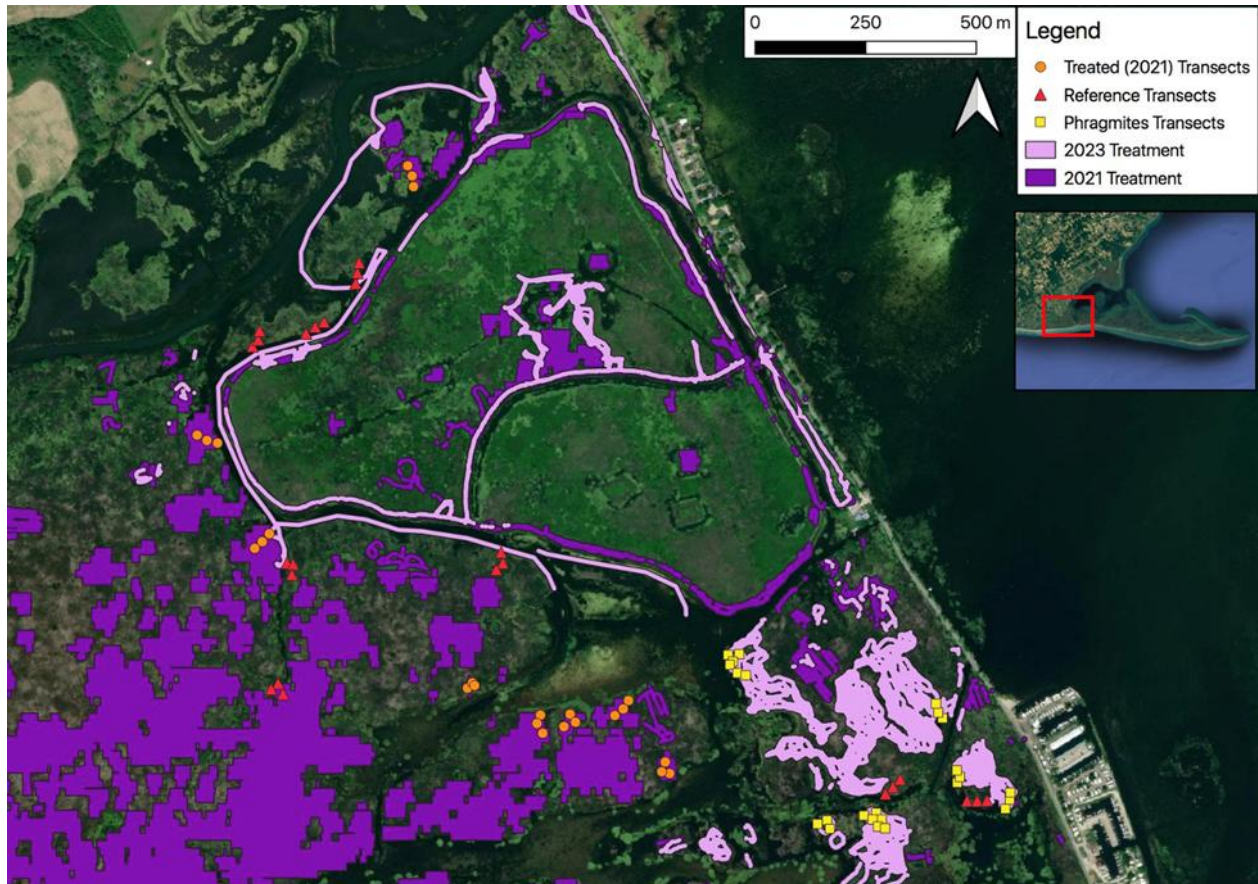 0 250 500 m
Legend
Treated (2021) Transects
Reference Transects
Phragmites Transects
2023 Treatment
2021 Treatment